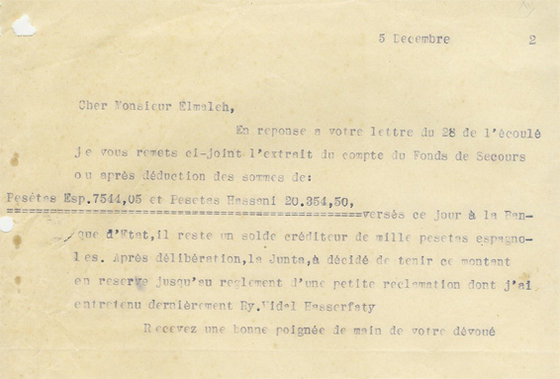 5 Decembre 2
Cher Monsieur Elmaleh,
En reponse a votre lettre du 28 de l'écoulé
je vous remets ci-joint l'extrait du compte du Fonds de Secours
ou après déduction des sommes de:
Pesetas Esp.7544,05 et Pesetas Hassani 20.354,50,
================================================versés ce jour à la Ban-
que d'Etat,il reste un solde créditeur de mille pesetas espagno-
les. Après délibération,la Junta,à décidé de tenir ce montant
en reserve jusqu'au reglement d'une petite reclamation dont j'ai
entretenu dernièrement Ry.Vidal Hasserfaty
Recevez une bonne poignée de main de votre dévoué